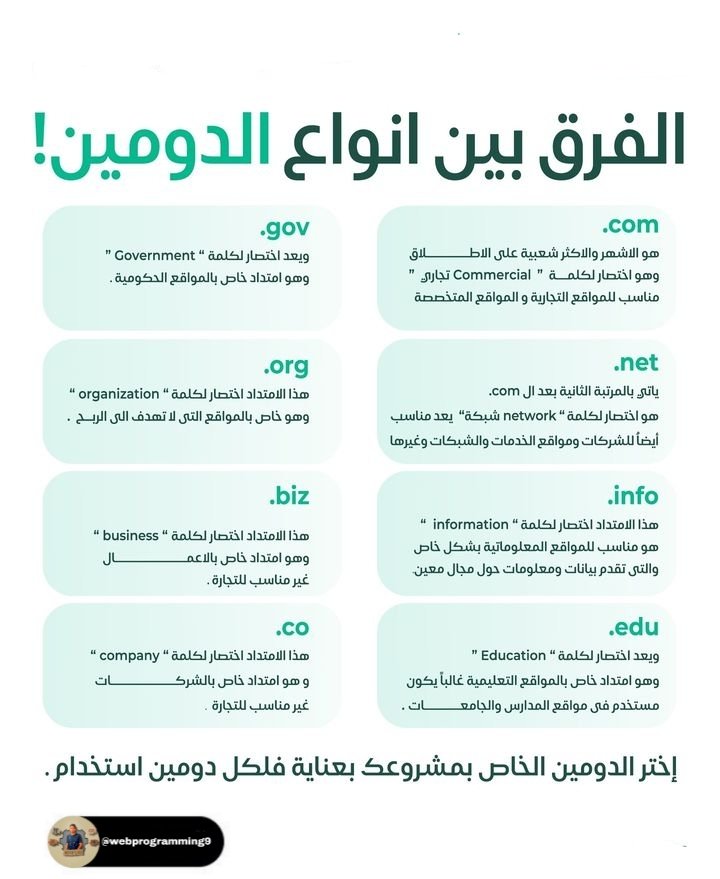 الفرق بين انواع الدومين!
.com
هو الاشهر والاكثر شعبية على الاطـــــــلاق
وهو اختصار لكلمـــة ” Commercial تجاري ”
مناسب للمواقع التجارية و المواقع المتخصصة
.gov
ويعد اختصار لكلمة “ Government ”
وهو امتداد خاص بالمواقع الحكومية .
.net
ياتي بالمرتبة الثانية بعد ال com.
هو اختصار لكلمة “ network شبكة“ يعد مناسب
أيضاً للشركات ومواقع الخدمات والشبكات وغيرها
.org
هذا الامتداد اختصار لكلمة “ organization “
وهو خاص بالمواقع التى لا تهدف الى الربــح .
.info
هذا الامتداد اختصار لكلمة “ information “
هو مناسب للمواقع المعلوماتية بشكل خاص
والتى تقدم بيانات ومعلومات حول مجال معين.
.biz
هذا الامتداد اختصار لكلمة “ business “
وهو امتداد خاص بالاعمـــــــــــــــال
غير مناسب للتجارة .
.edu
ويعد اختصار لكلمة “ Education ”
وهو امتداد خاص بالمواقع التعليمية غالباً يكون
مستخدم فى مواقع المدارس والجامعـــــــات .
.co
هذا الامتداد اختصار لكلمة “ company “
و هو امتداد خاص بالشركـــــــــــــات
غير مناسب للتجارة .
إختر الدومين الخاص بمشروعك بعناية فلكل دومين استخدام .
@webprogramming9